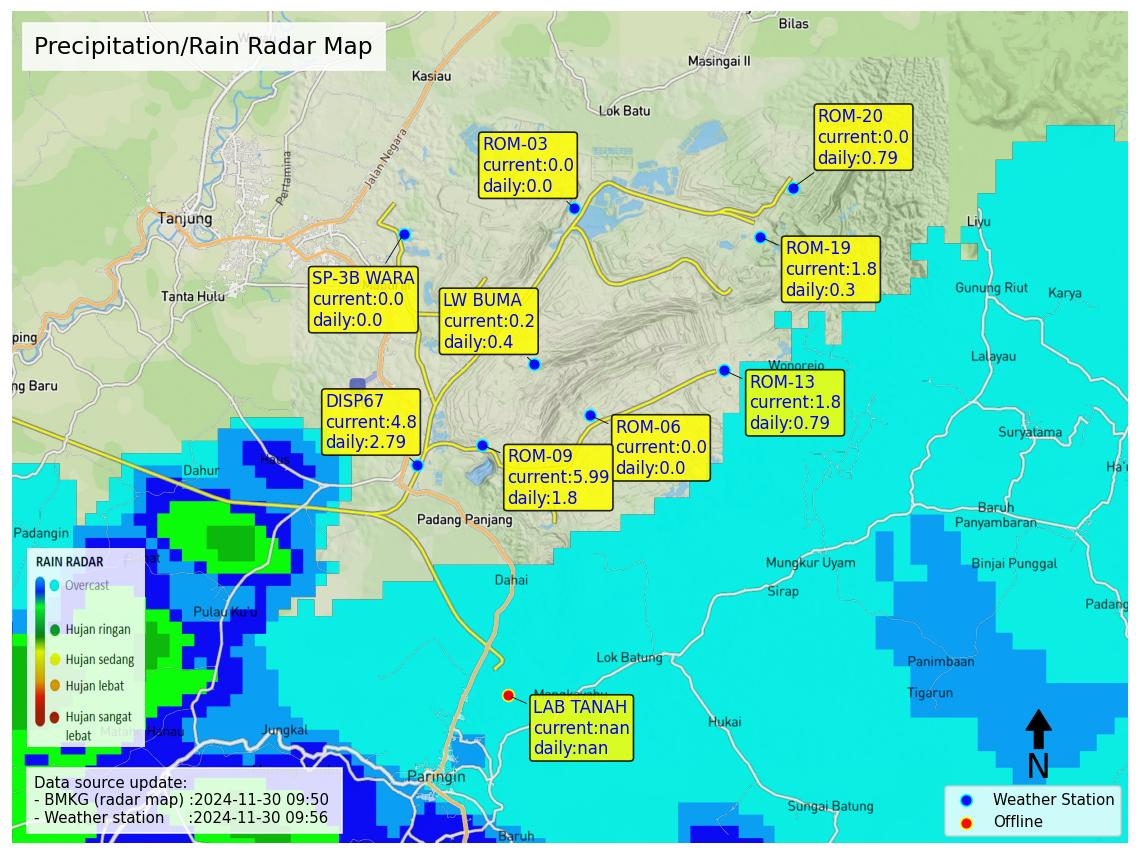 Precipitation/Rain Radar Map
Bilas
Masingai II
Kasiau
Lok Batu
ROM-20
current:0.0
daily:0.79
ROM-03
current:0.0
daily:0.0
Jalan Negara
Pertamina
Tanjung
Liyu
ROM-19
current:1.8
daily:0.3
SP-3B WARA
current:0.0
daily:0.0
LW BUMA
current:0.2
daily:0.4
Tanta Hulu
Gunung Riut
Karya
ping
Lalayau
Wonorejo
ng Baru
ROM-13
current:1.8
daily:0.79
DISP67
current:4.8
daily:2.79
ROM-06
current:0.0
daily:0.0
Suryatama
ROM-09
current:5.99
daily:1.8
Haus
Dahur
Ha'u
Baruh
Panyambaran
Padang Panjang
Padangin
Mungkur Uyam
Binjai Punggal
Dahai
Sirap
Padang
RAIN RADAR
Overcast
Hujan ringan
Hujan sedang
Hujan lebat
Hujan sangat
lebat
Pulau Ku'u
Lok Batung
Panimbaan
Tigarun
Mangkayahu
LAB TANAH
current:nan
daily:nan
Hukai
Hanau
Jungkal
N
Paringin
Data source update:
- BMKG (radar map) :2024-11-30 09:50
- Weather station :2024-11-30 09:56
Sungai Batung
Baruh
Weather Station
Offline